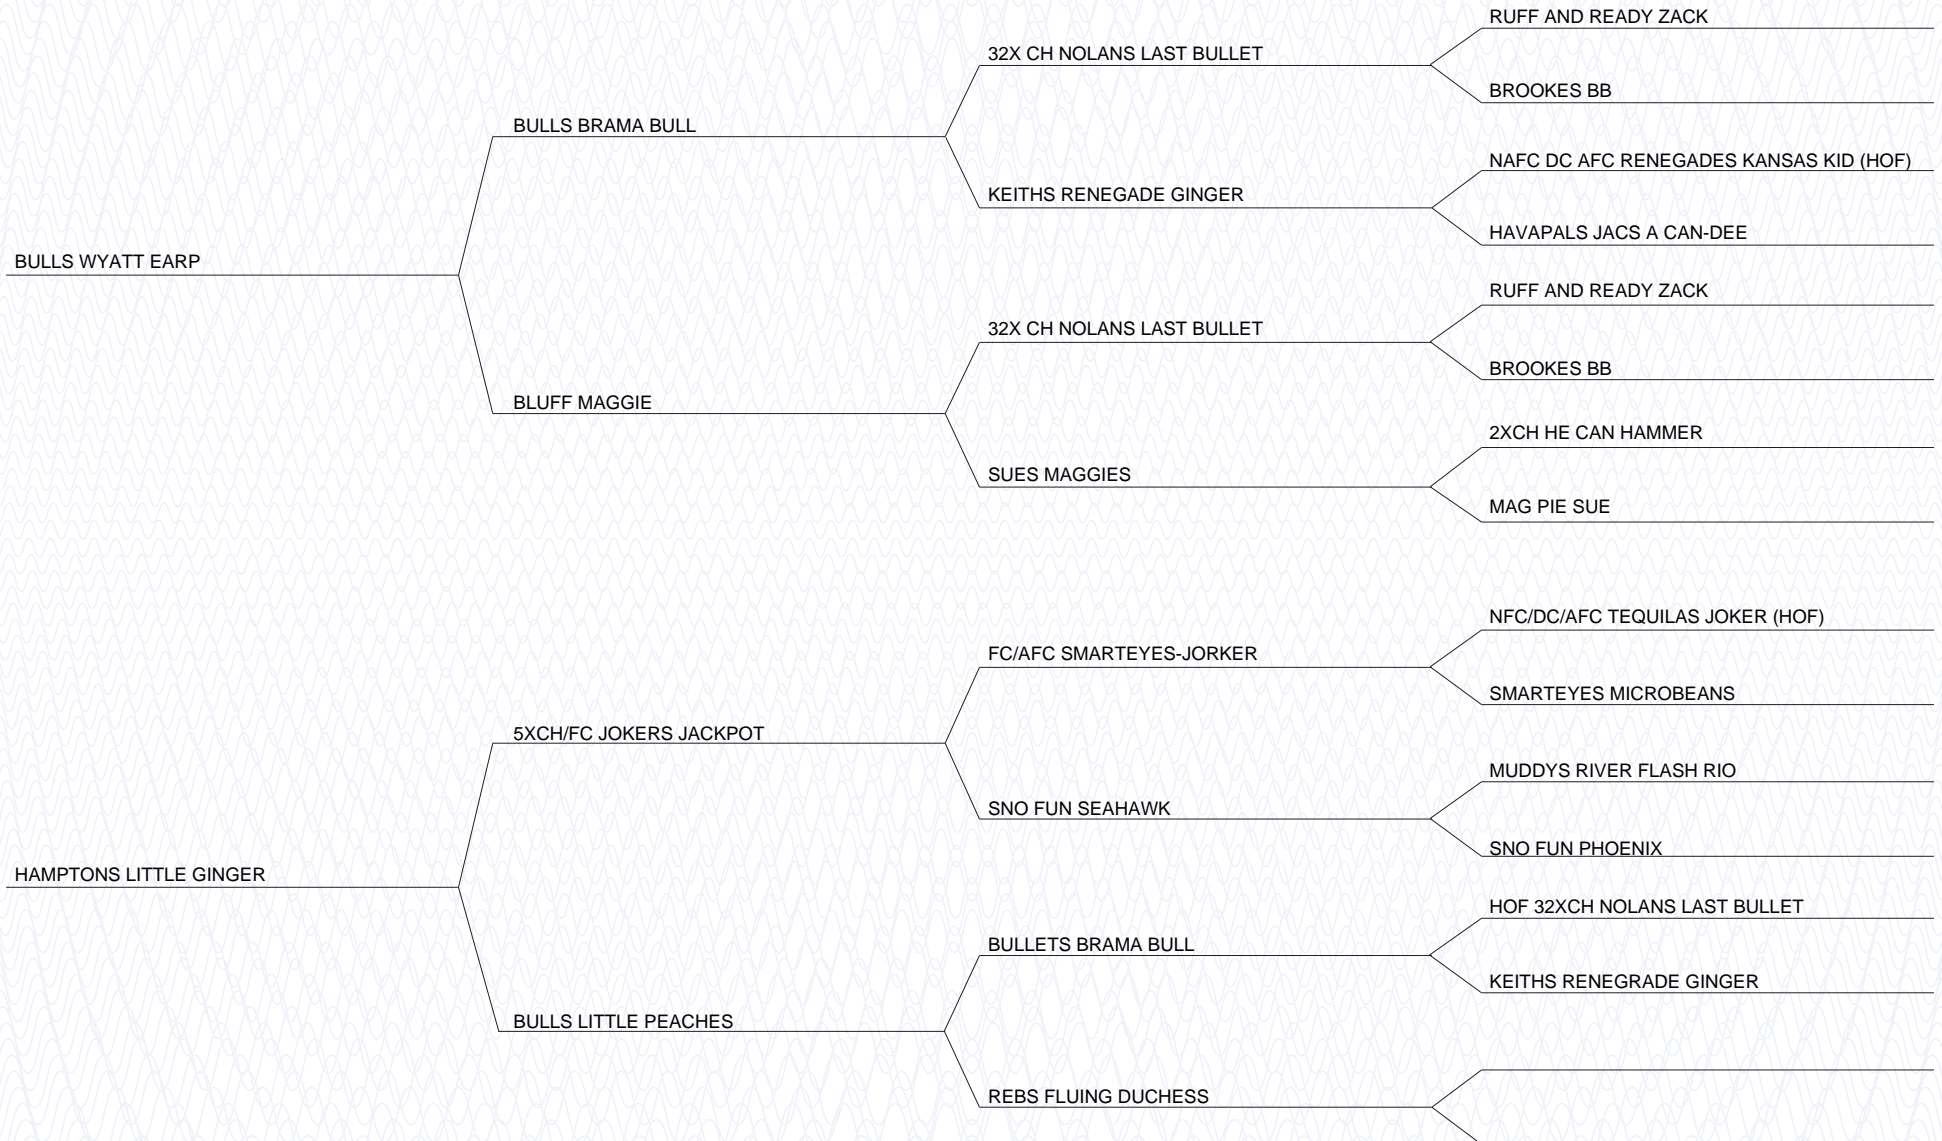 RUFF AND READY ZACK
32X CH NOLANS LAST BULLET
BROOKES BB
BULLS BRAMA BULL
NAFC DC AFC RENEGADES KANSAS KID (HOF)
KEITHS RENEGADE GINGER
HAVAPALS JACS A CAN-DEE
BULLS WYATT EARP
RUFF AND READY ZACK
32X CH NOLANS LAST BULLET
BROOKES BB
BLUFF MAGGIE
2XCH HE CAN HAMMER
SUES MAGGIES
MAG PIE SUE
NFC/DC/AFC TEQUILAS JOKER (HOF)
FC/AFC SMARTEYES-JORKER
SMARTEYES MICROBEANS
5XCH/FC JOKERS JACKPOT
MUDDYS RIVER FLASH RIO
SNO FUN SEAHAWK
SNO FUN PHOENIX
HAMPTONS LITTLE GINGER
HOF 32XCH NOLANS LAST BULLET
BULLETS BRAMA BULL
KEITHS RENEGRADE GINGER
BULLS LITTLE PEACHES
REBS FLUING DUCHESS